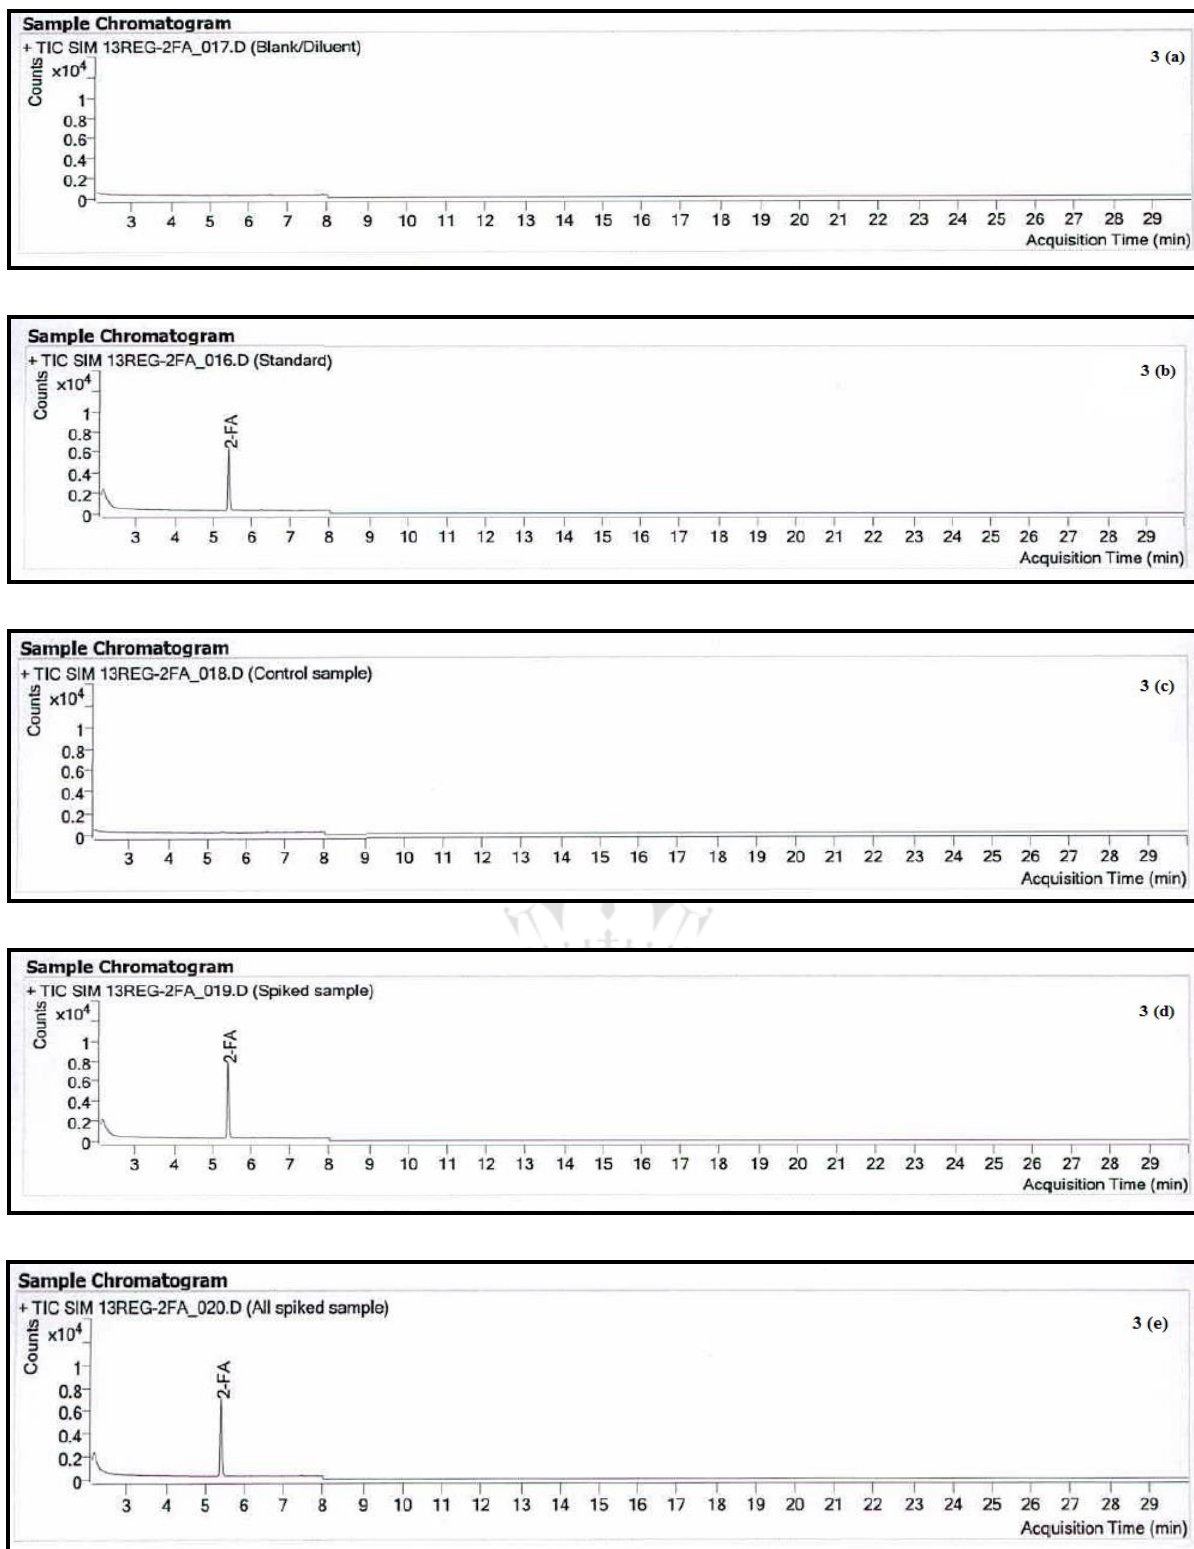 Sample Chromatogram
+ TIC SIM 13REG-2FA_017.D (Blank/Diluent)
3 (a)
Counts
x10⁴
1
0.8
0.6
0.4
0.2
0
3 4 5 6 7 8 9 10 11 12 13 14 15 16 17 18 19 20 21 22 23 24 25 26 27 28 29
Acquisition Time (min)
Sample Chromatogram
+ TIC SIM 13REG-2FA_016.D (Standard)
3 (b)
Counts
x10⁴
1
0.8
0.6
0.4
0.2
0
2-FA
3 4 5 6 7 8 9 10 11 12 13 14 15 16 17 18 19 20 21 22 23 24 25 26 27 28 29
Acquisition Time (min)
Sample Chromatogram
+ TIC SIM 13REG-2FA_018.D (Control sample)
3 (c)
Counts
x10⁴
1
0.8
0.6
0.4
0.2
0
3 4 5 6 7 8 9 10 11 12 13 14 15 16 17 18 19 20 21 22 23 24 25 26 27 28 29
Acquisition Time (min)
Sample Chromatogram
+ TIC SIM 13REG-2FA_019.D (Spiked sample)
3 (d)
Counts
x10⁴
1
0.8
0.6
0.4
0.2
0
2-FA
3 4 5 6 7 8 9 10 11 12 13 14 15 16 17 18 19 20 21 22 23 24 25 26 27 28 29
Acquisition Time (min)
Sample Chromatogram
+ TIC SIM 13REG-2FA_020.D (All spiked sample)
3 (e)
Counts
x10⁴
1
0.8
0.6
0.4
0.2
0
2-FA
3 4 5 6 7 8 9 10 11 12 13 14 15 16 17 18 19 20 21 22 23 24 25 26 27 28 29
Acquisition Time (min)